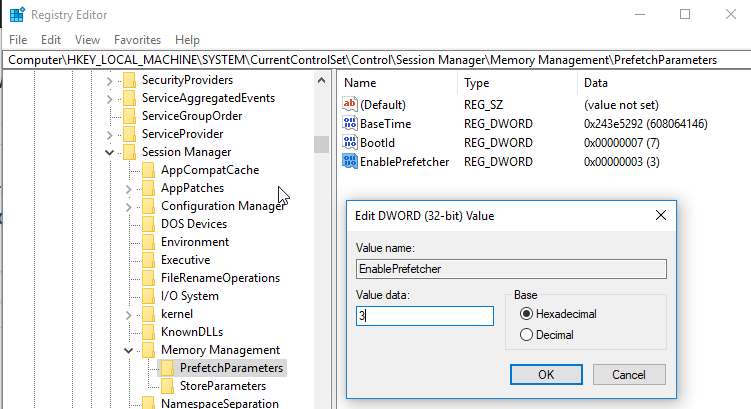 Registry Editor
File Edit View Favorites Help
Computer\HKEY_LOCAL_MACHINE\SYSTEM\CurrentControlSet\Control\Session Manager\Memory Management\PrefetchParameters
SecurityProviders
ServiceAggregatedEvents
ServiceGroupOrder
ServiceProvider
Session Manager
AppCompatCache
AppPatches
Configuration Manager
DOS Devices
Environment
Executive
FileRenameOperations
I/O System
kernel
KnownDLLs
Memory Management
PrefetchParameters
StoreParameters
NamespaceSeparation
Name Type Data
(Default) REG_SZ (value not set)
BaseTime REG_DWORD 0x243e5292 (608064146)
BootId REG_DWORD 0x00000007 (7)
EnablePrefetcher REG_DWORD 0x00000003 (3)
Edit DWORD (32-bit) Value
Value name:
EnablePrefetcher
Value data:
3
Base
Hexadecimal
Decimal
OK Cancel